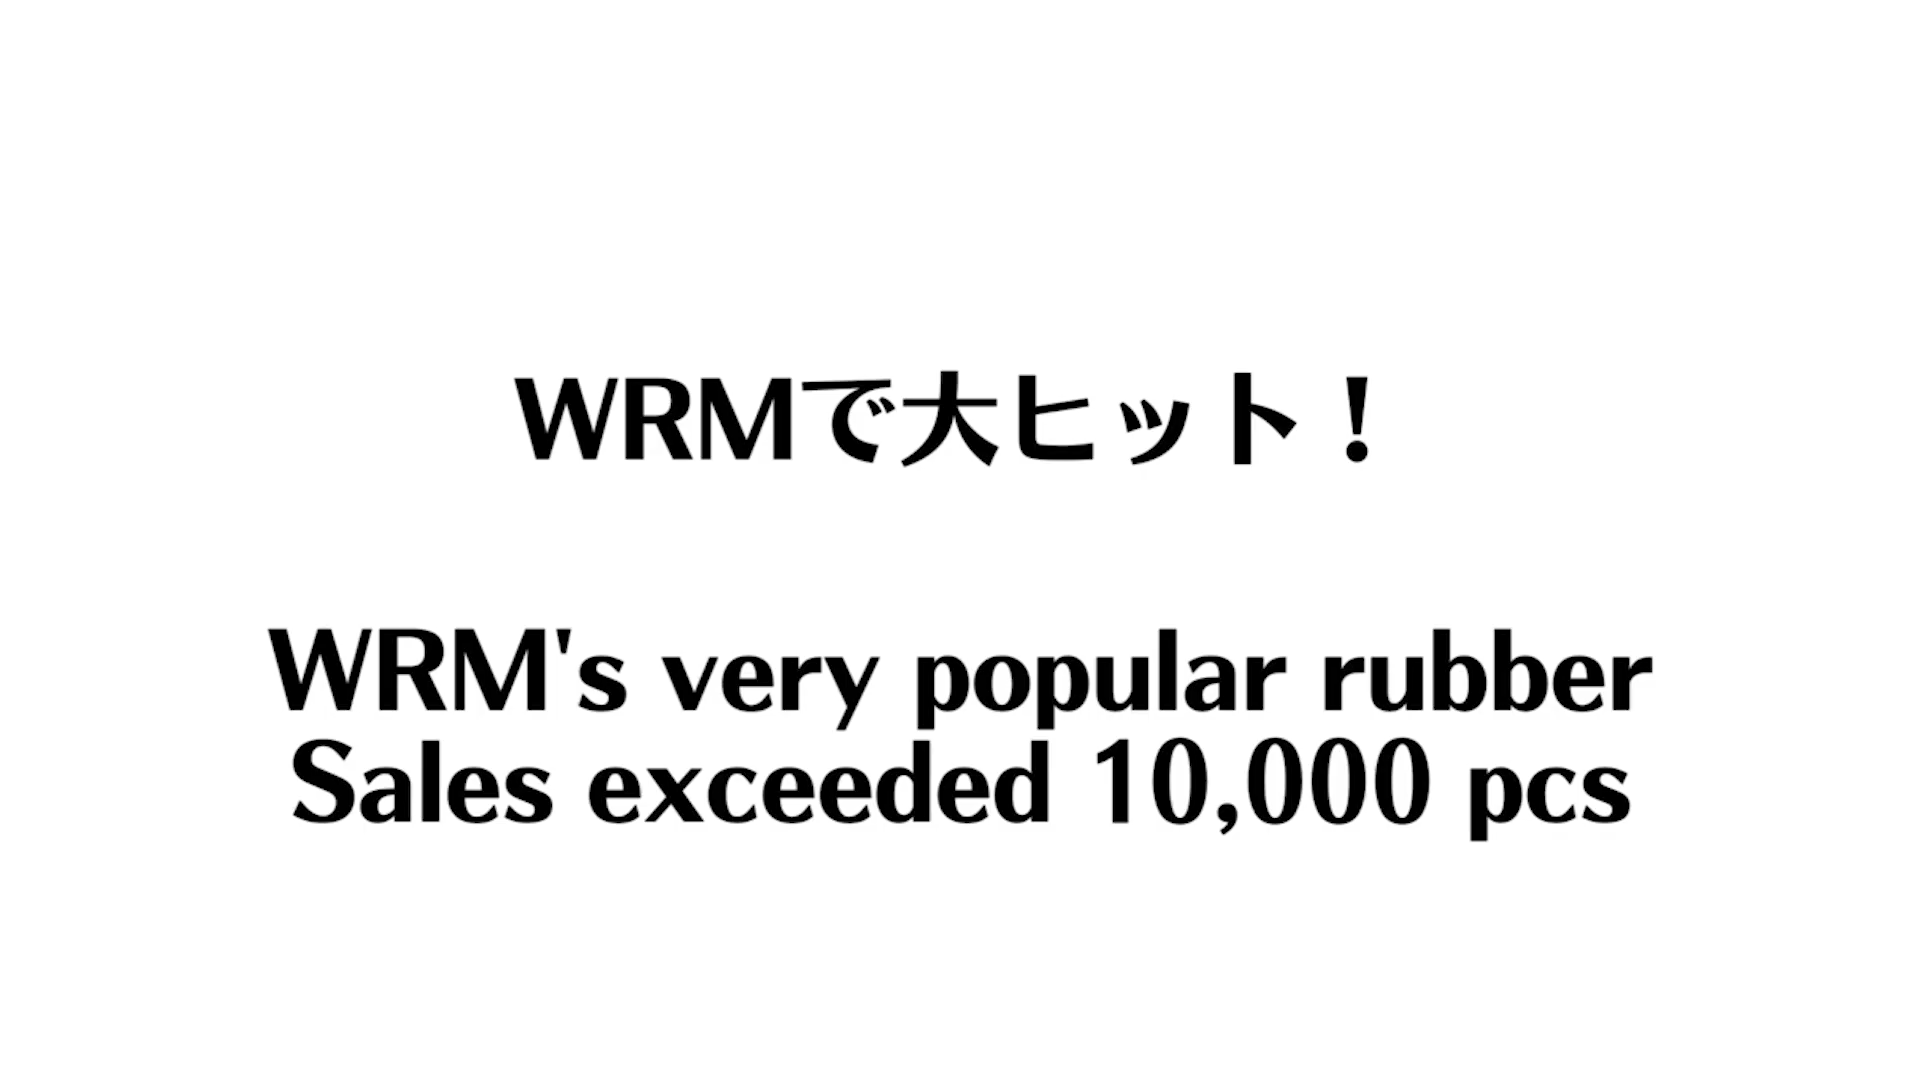 WRMで大ヒット！
WRM's very popular rubber
Sales exceeded 10,000 pcs